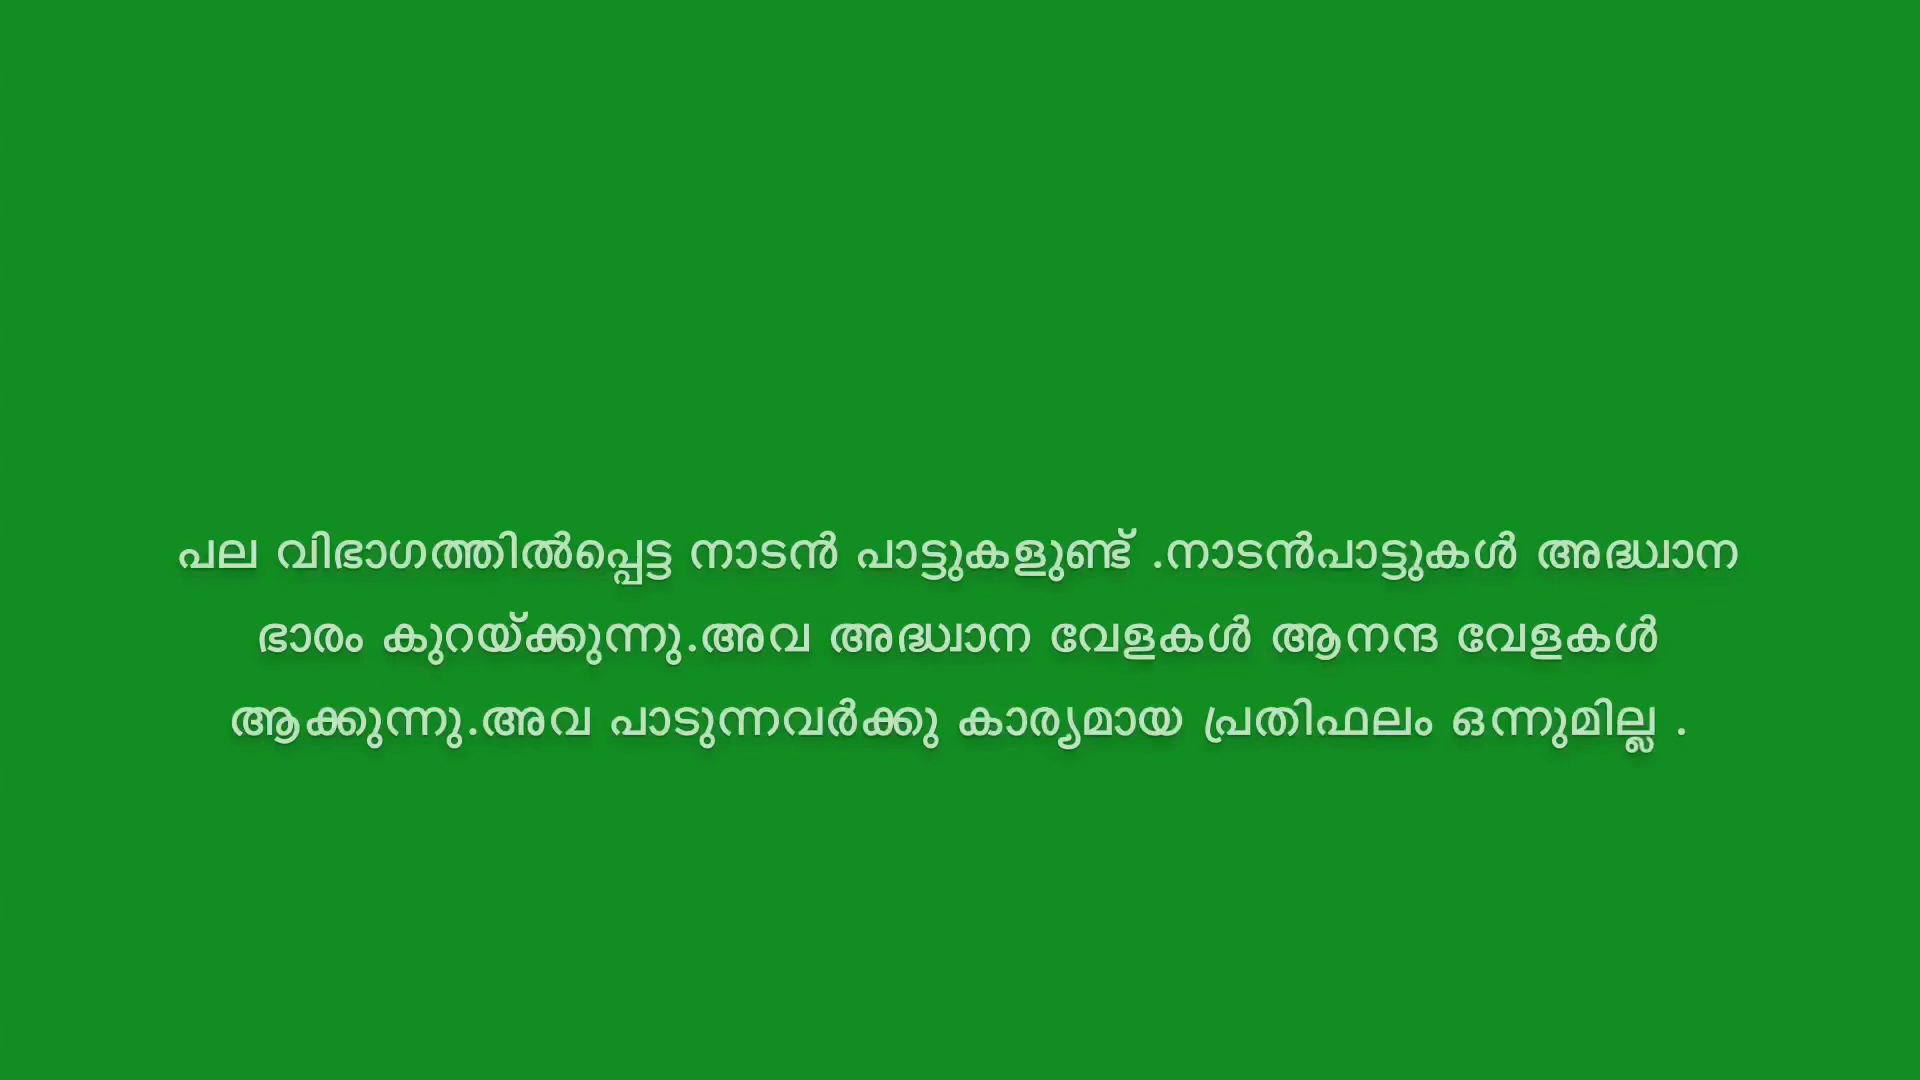 പല വിഭാഗത്തിൽപ്പെട്ട നാടൻ പാട്ടുകളുണ്ട് .നാടൻപാട്ടുകൾ അദ്ധ്വാന
ഭാരം കുറയ്ക്കുന്നു.അവ അദ്ധ്വാന വേളകൾ ആനന്ദ വേളകൾ
ആക്കുന്നു.അവ പാടുന്നവർക്കു കാര്യമായ പ്രതിഫലം ഒന്നുമില്ല .